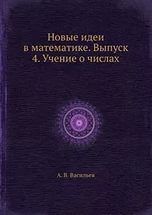 Новые идеи
в математике. Выпуск
4. Учение о числах
А. В. Васильев